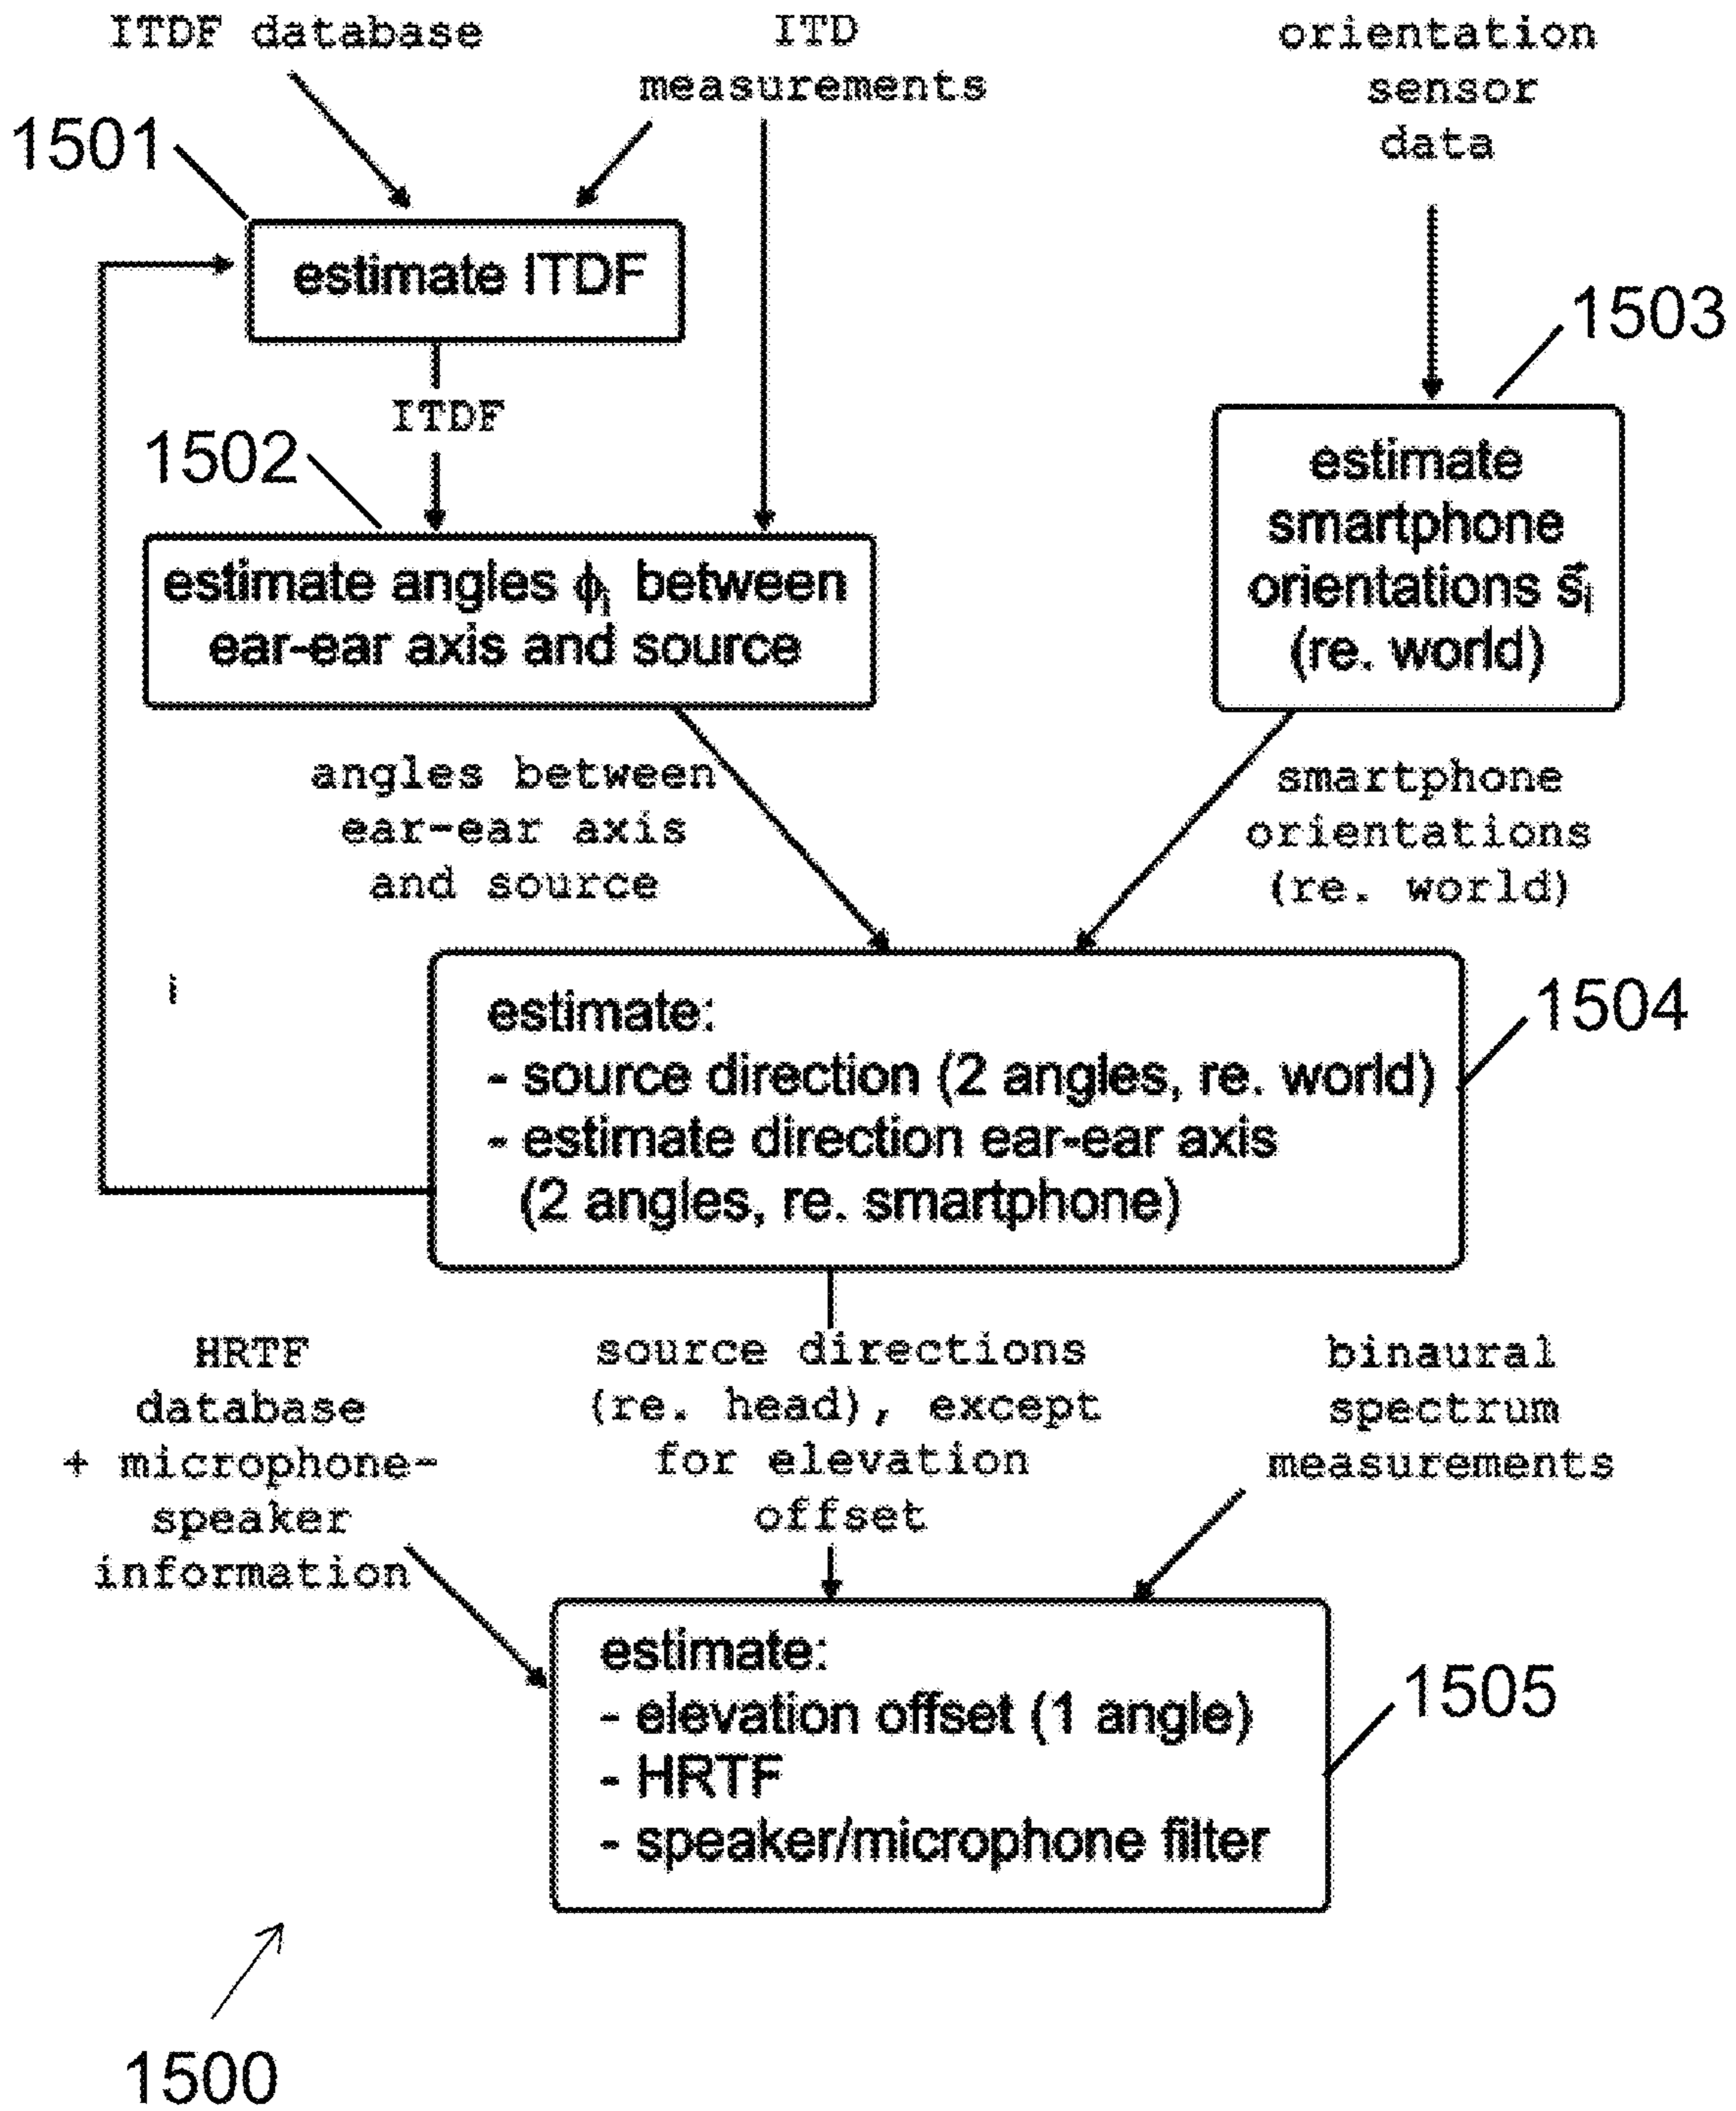 ITDF database
ITD
measurements
orientation
sensor
data
1501
estimate ITDF
1503
ITDF
1502
estimate angles ϕi between
ear-ear axis and source
estimate
smartphone
orientations s⃗i
(re. world)
angles between
ear-ear axis
and source
smartphone
orientations
(re. world)
i
estimate:
- source direction (2 angles, re. world)
- estimate direction ear-ear axis
(2 angles, re. smartphone)
1504
HRTF
database
+ microphone-
speaker
information
source directions
(re. head), except
for elevation
offset
binaural
spectrum
measurements
estimate:
- elevation offset (1 angle)
- HRTF
- speaker/microphone filter
1505
1500